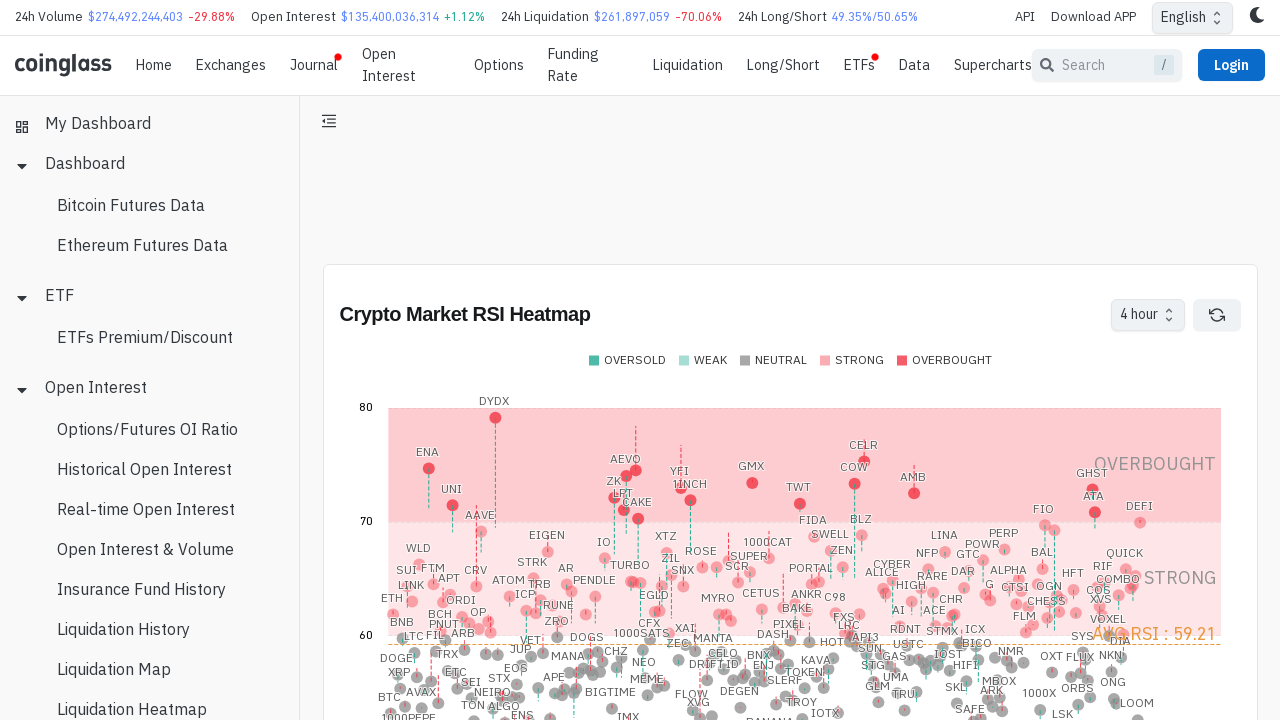 24h Volume $274,492,244,403 -29.88% Open Interest $135,400,036,314 +1.12% 24h Liquidation $261,897,059 -70.06% 24h Long/Short 49.35%/50.65% API Download APP English
coinglass Home Exchanges Journal Open Interest Options Funding Rate Liquidation Long/Short ETFs Data Supercharts Search / Login
My Dashboard
Dashboard
Bitcoin Futures Data
Ethereum Futures Data
ETF
ETFs Premium/Discount
Open Interest
Options/Futures OI Ratio
Historical Open Interest
Real-time Open Interest
Open Interest & Volume
Insurance Fund History
Liquidation History
Liquidation Map
Liquidation Heatmap
Crypto Market RSI Heatmap
4 hour
OVERSOLD WEAK NEUTRAL STRONG OVERBOUGHT
80
DYDX
ENA AEVO YFI GMX CELR COW OVERBOUGHT
UNI ZK LPT CAKE 1INCH TWT AMB GHST ATA
70
AAVE FIDA BLZ FIO DEFI
EIGEN IO XTZ 1000CAT SWELL LINA PERP
WLD STRK ZIL ROSE SUPER ZEN NFP GTC BAL QUICK
SUI FTM CRV AR TURBO SNX SCR PORTAL CYBER ALICE RARE DAR POWR ALPHA HFT RIF
LINK APT ATOM TRB PENDLE HIGH G CTSI OGN COMBO STRONG
ETH ORDI ICP EGLD MYRO CETUS ANKR C98 CHR CHESS XVS
BNB BCH OP RUNE BAKE AI ACE FLM VOXEL
PNUT ZRO CFX XAI PIXEL FXS LRC
60
LTC ARB VET DOGS 1000SATS ZEC MANTA DASH HOT API3 RDNT STMX ICX SYS AVG RSI : 59.21
DOGE TRX JUP MANA CHZ CELO BNX SUN USTC BICO NMR DIA
XRP ETC EOS NEO DRIFT ID ENJ KAVA STG GAS IOST HIFI OXT FLUX NKN
BTC AVAX SEI STX APE MEME SLERF TOKEN GLM UMA SKL MBOX ORBS ONG
1000PEPE TON NEIRO ALGO BIGTIME FLOW DEGEN TROY TRU ARK 1000X LOOM
ENS IMX XVG BANANA IOTX SAFE LSK